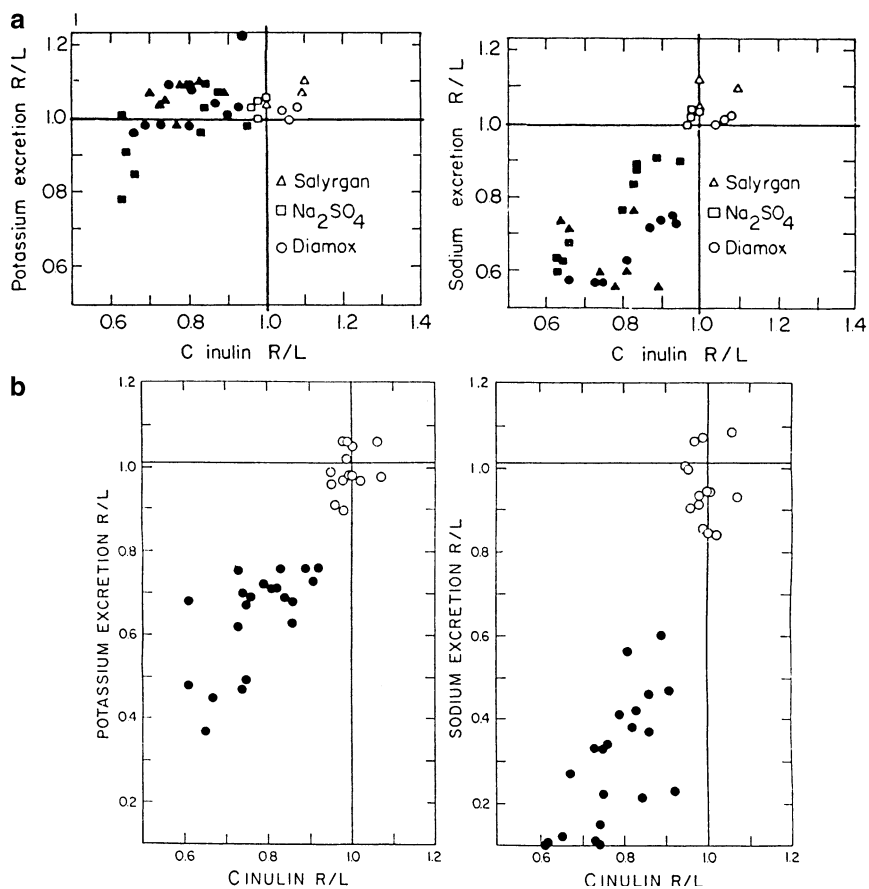 a
Potassium excretion R/L
1.2
1.0
0.8
0.6
△ Salyrgan
□ Na2SO4
○ Diamox
0.6 0.8 1.0 1.2 1.4
C inulin R/L
Sodium excretion R/L
1.2
1.0
0.8
0.6
△ Salyrgan
□ Na2SO4
○ Diamox
0.6 0.8 1.0 1.2 1.4
C inulin R/L
b
POTASSIUM EXCRETION R/L
1.2
1.0
0.8
0.6
0.4
0.2
0.6 0.8 1.0 1.2
CINULIN R/L
SODIUM EXCRETION R/L
1.2
1.0
0.8
0.6
0.4
0.2
0.6 0.8 1.0 1.2
CINULIN R/L